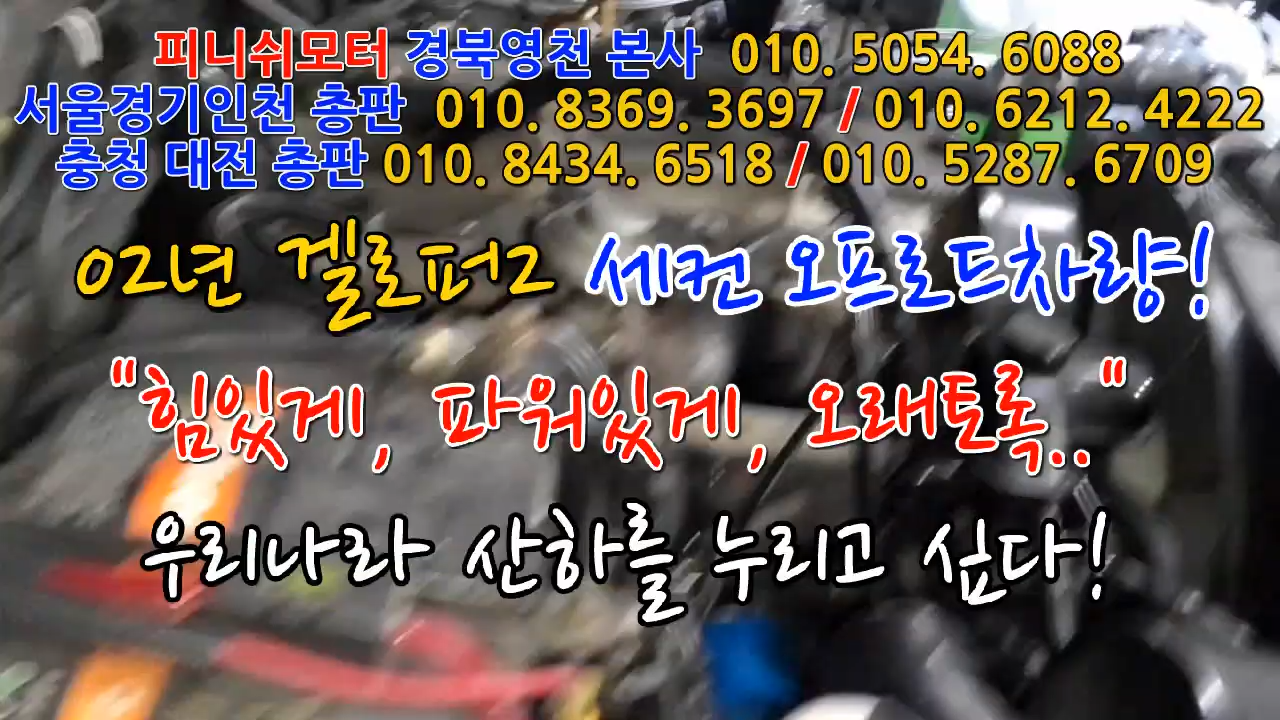 피니쉬모터 경북영천 본사 010. 5054. 6088
서울경기인천 총판 010. 8369. 3697 / 010. 6212. 4222
충청 대전 총판 010. 8434. 6518 / 010. 5287. 6709
02년 겔로퍼2 세컨 오프로드차량!
"힘있게, 파워있게, 오래토록.."
우리나라 산하를 누리고 싶다!